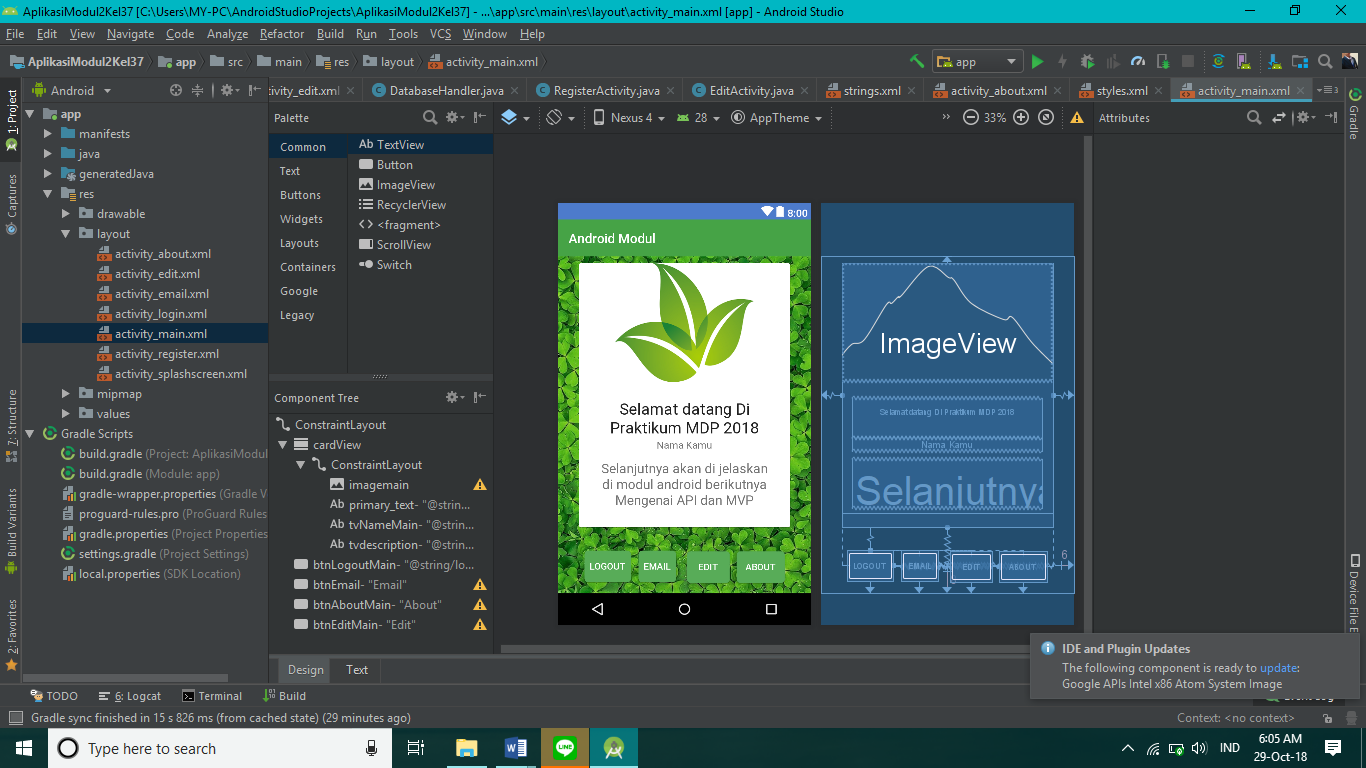 AplikasiModul2Kel37 [C:\Users\MY-PC\AndroidStudioProjects\AplikasiModul2Kel37] - ...\app\src\main\res\layout\activity_main.xml [app] - Android Studio
File Edit View Navigate Code Analyze Refactor Build Run Tools VCS Window Help
AplikasiModul2Kel37 app src main res layout activity_main.xml app
Android
tivity_edit.xml DatabaseHandler.java RegisterActivity.java EditActivity.java strings.xml activity_about.xml styles.xml activity_main.xml 3
1: Project
Captures
7: Structure
Build Variants
2: Favorites
app
manifests
java
generatedJava
res
drawable
layout
activity_about.xml
activity_edit.xml
activity_email.xml
activity_login.xml
activity_main.xml
activity_register.xml
activity_splashscreen.xml
mipmap
values
Gradle Scripts
build.gradle (Project: AplikasiModul
build.gradle (Module: app)
gradle-wrapper.properties (Gradle V
proguard-rules.pro (ProGuard Rules
gradle.properties (Project Properties
settings.gradle (Project Settings)
local.properties (SDK Location)
Palette
Common
Text
Buttons
Widgets
Layouts
Containers
Google
Legacy
Ab TextView
Button
ImageView
RecyclerView
<> <fragment>
ScrollView
Switch
Component Tree
ConstraintLayout
cardView
ConstraintLayout
imagemain
Ab primary_text- "@strin...
Ab tvNameMain- "@strin...
Ab tvdescription- "@strin...
btnLogoutMain- "@string/lo...
btnEmail- "Email"
btnAboutMain- "About"
btnEditMain- "Edit"
Nexus 4 28 AppTheme » 33%
Attributes
8:00
Android Modul
Selamat datang Di
Praktikum MDP 2018
Nama Kamu
Selanjutnya akan di jelaskan
di modul android berikutnya
Mengenai API dan MVP
LOGOUT EMAIL EDIT ABOUT
ImageView
Selamat datang Di Praktikum MDP 2018
Nama Kamu
Selanjutnya
LOGOUT EMAIL EDIT ABOUT
6
Gradle
Device File E
Design Text
IDE and Plugin Updates
The following component is ready to update:
Google APIs Intel x86 Atom System Image
TODO 6: Logcat Terminal Build
Gradle sync finished in 15 s 826 ms (from cached state) (29 minutes ago)
Context: <no context>
Type here to search
W
LINE
IND
6:05 AM
29-Oct-18